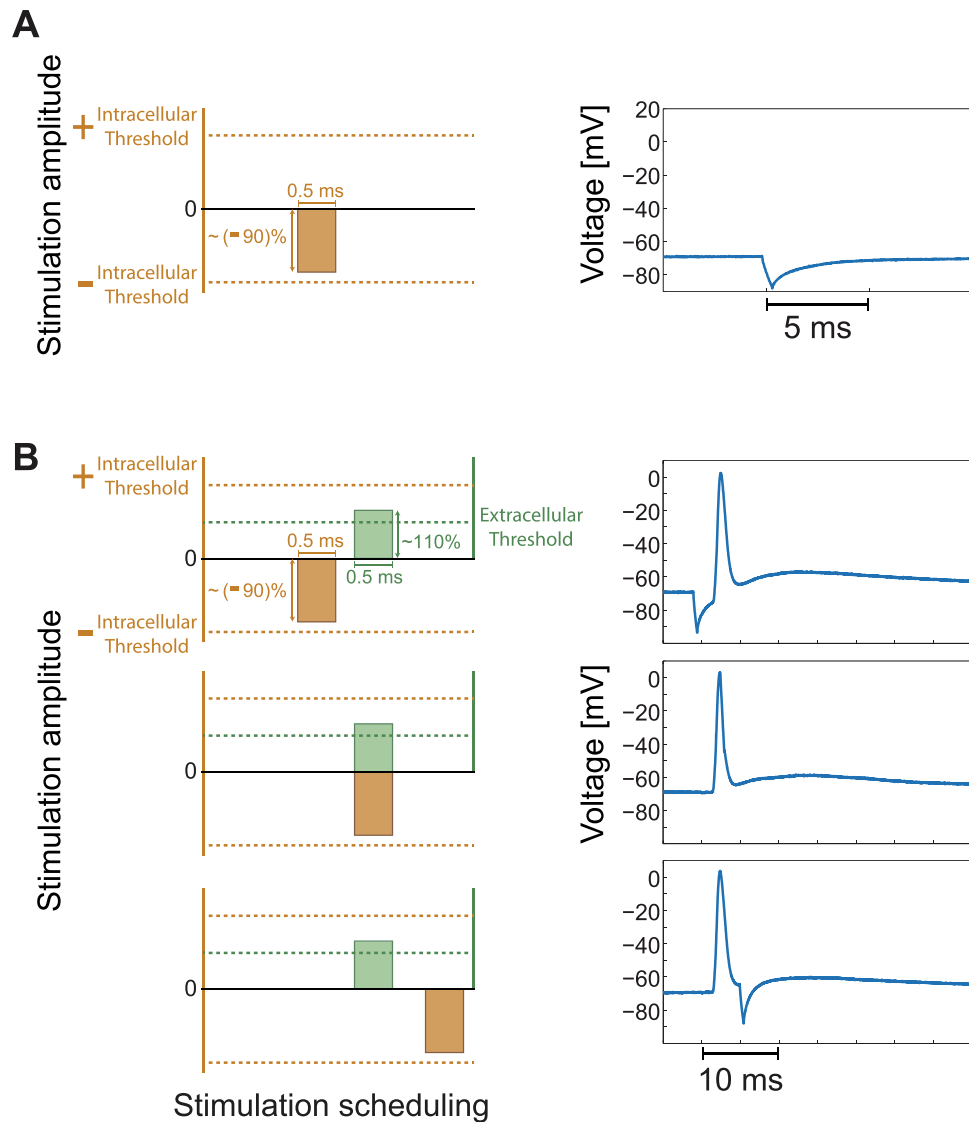 A
Stimulation amplitude
+ Intracellular
Threshold
0
0.5 ms
~ (-90)%
- Intracellular
Threshold
Voltage [mV]
20
0
−20
−40
−60
−80
5 ms
B
Stimulation amplitude
+ Intracellular
Threshold
Extracellular
Threshold
0.5 ms
~110%
0
0.5 ms
~ (-90)%
- Intracellular
Threshold
0
0
Stimulation scheduling
Voltage [mV]
0
−20
−40
−60
−80
0
−20
−40
−60
−80
0
−20
−40
−60
−80
10 ms